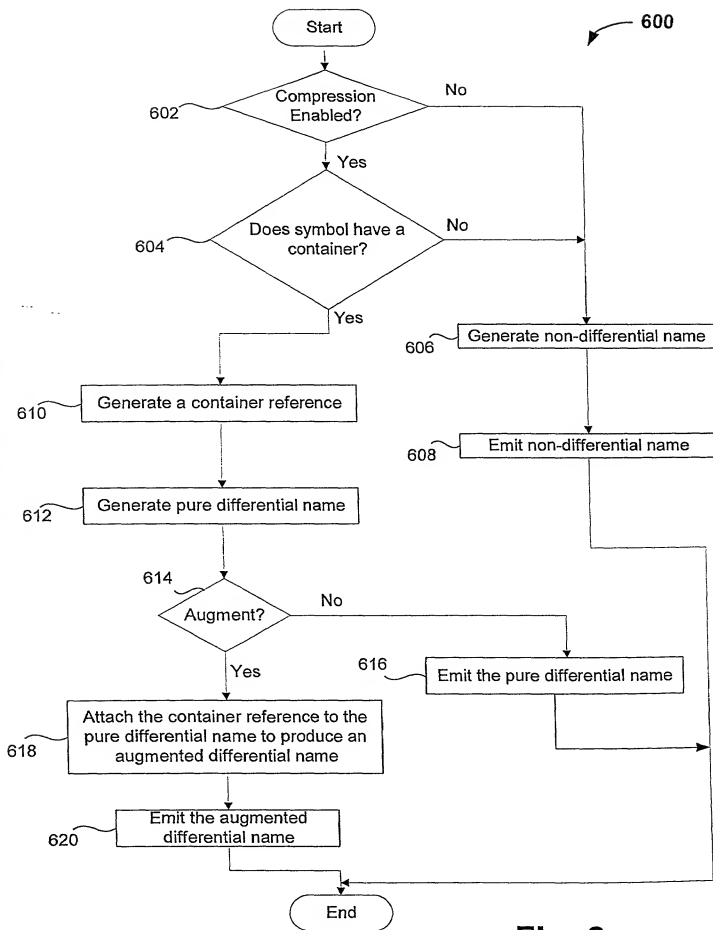 Start
600
602
Compression
Enabled?
No
Yes
604
Does symbol have a
container?
No
Yes
606
Generate non-differential name
610
Generate a container reference
608
Emit non-differential name
612
Generate pure differential name
614
Augment?
No
Yes
616
Emit the pure differential name
618
Attach the container reference to the
pure differential name to produce an
augmented differential name
620
Emit the augmented
differential name
End